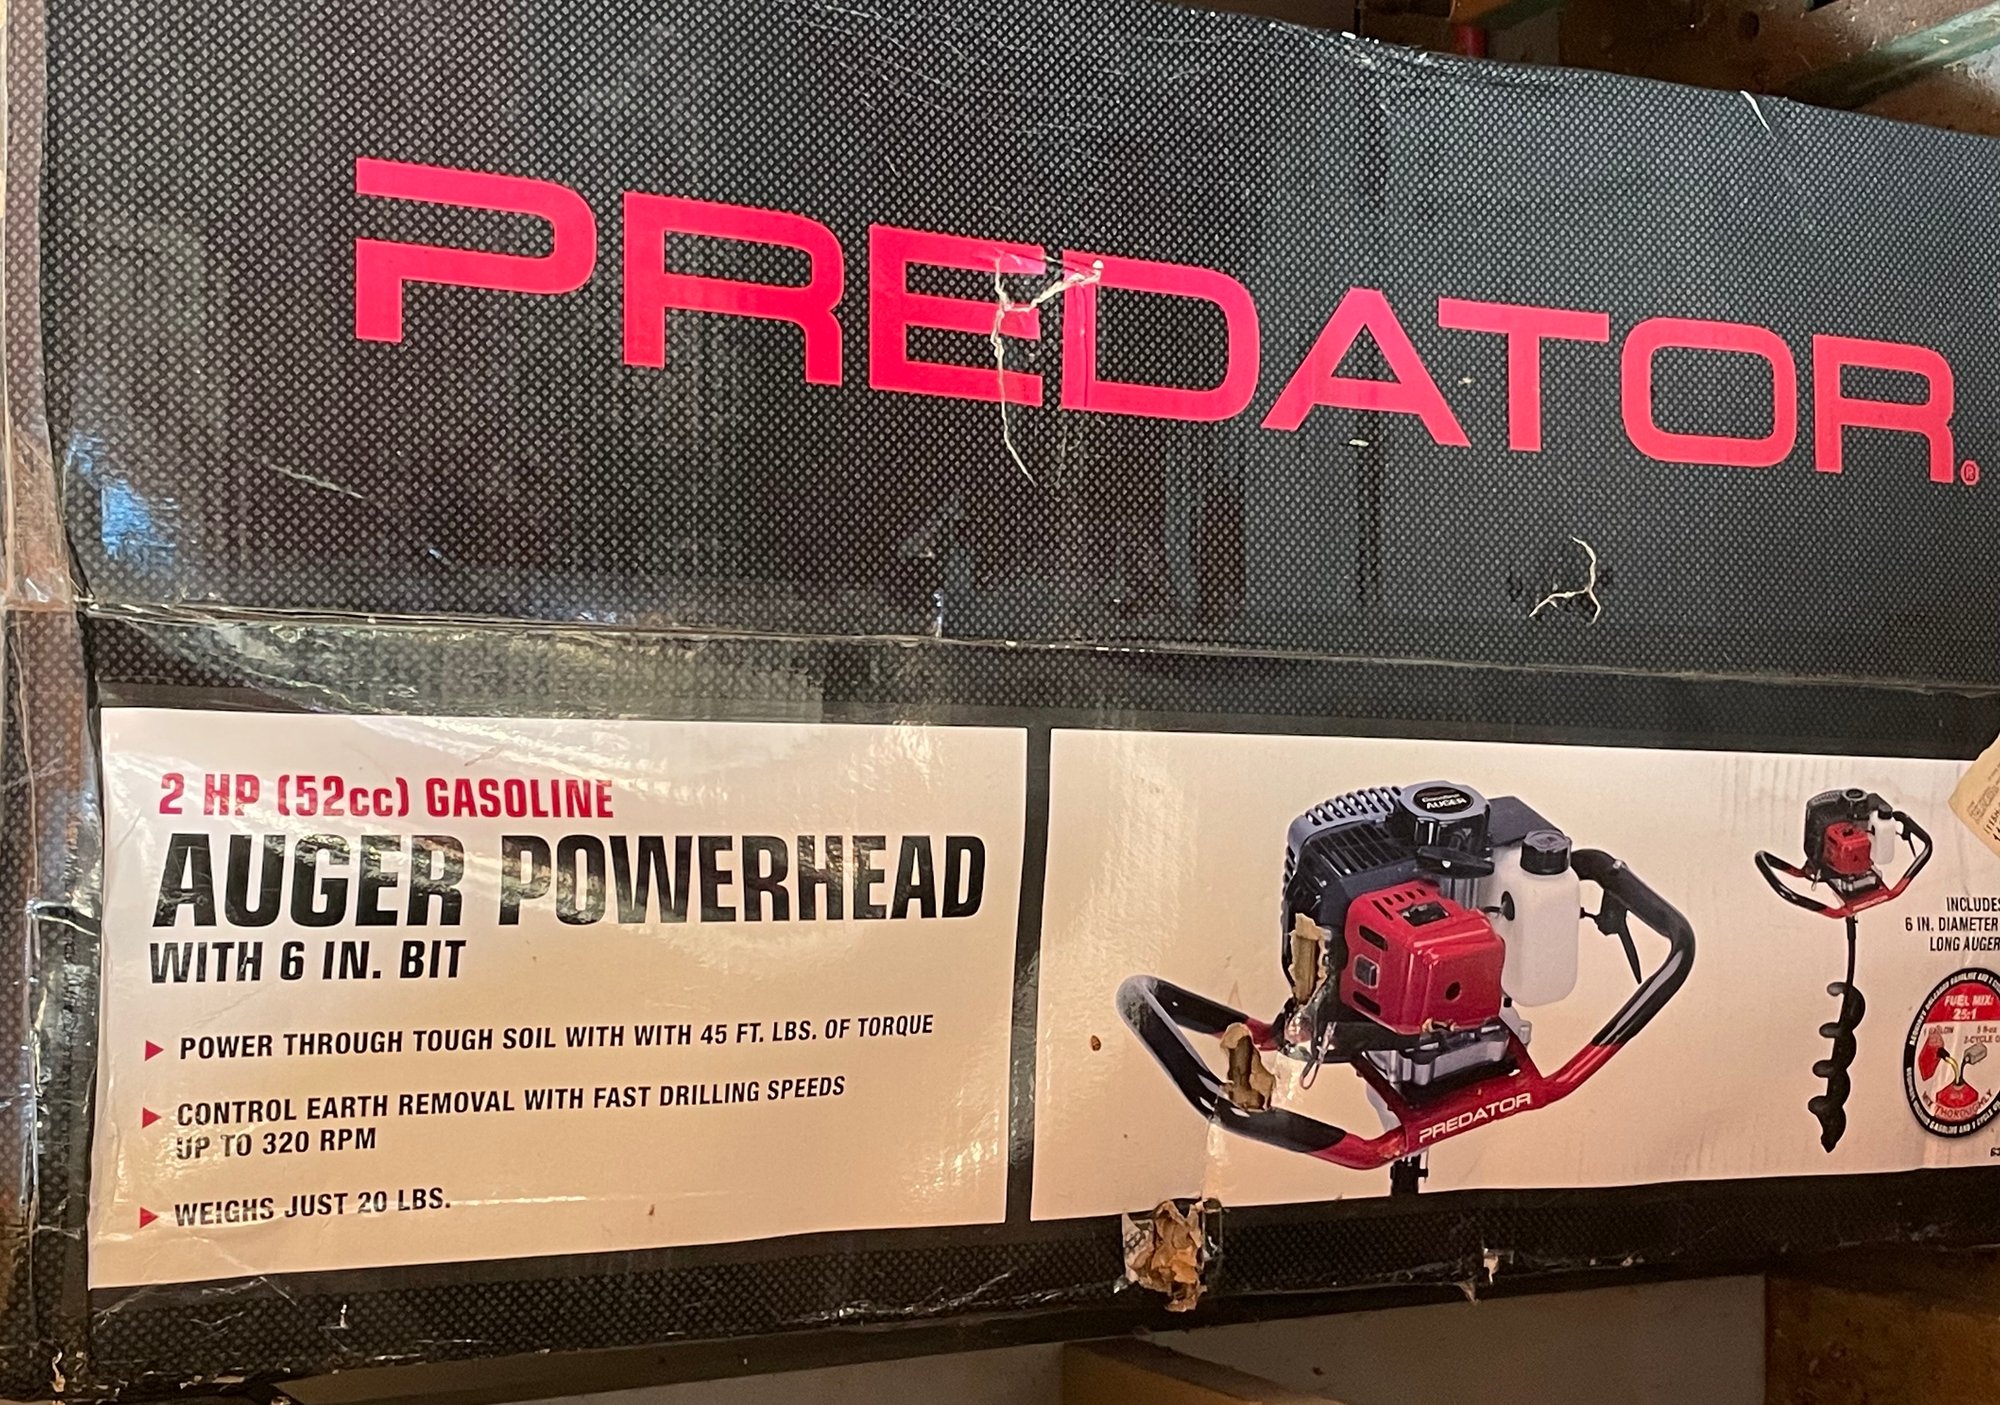 PREDATOR®
2 HP (52cc) GASOLINE
AUGER POWERHEAD
WITH 6 IN. BIT
POWER THROUGH TOUGH SOIL WITH WITH 45 FT. LBS. OF TORQUE
CONTROL EARTH REMOVAL WITH FAST DRILLING SPEEDS
UP TO 320 RPM
WEIGHS JUST 20 LBS.
AUGER
PREDATOR
INCLUDES
6 IN. DIAMETER
LONG AUGER
FUEL MIX:
25:1
MIX THOROUGHLY